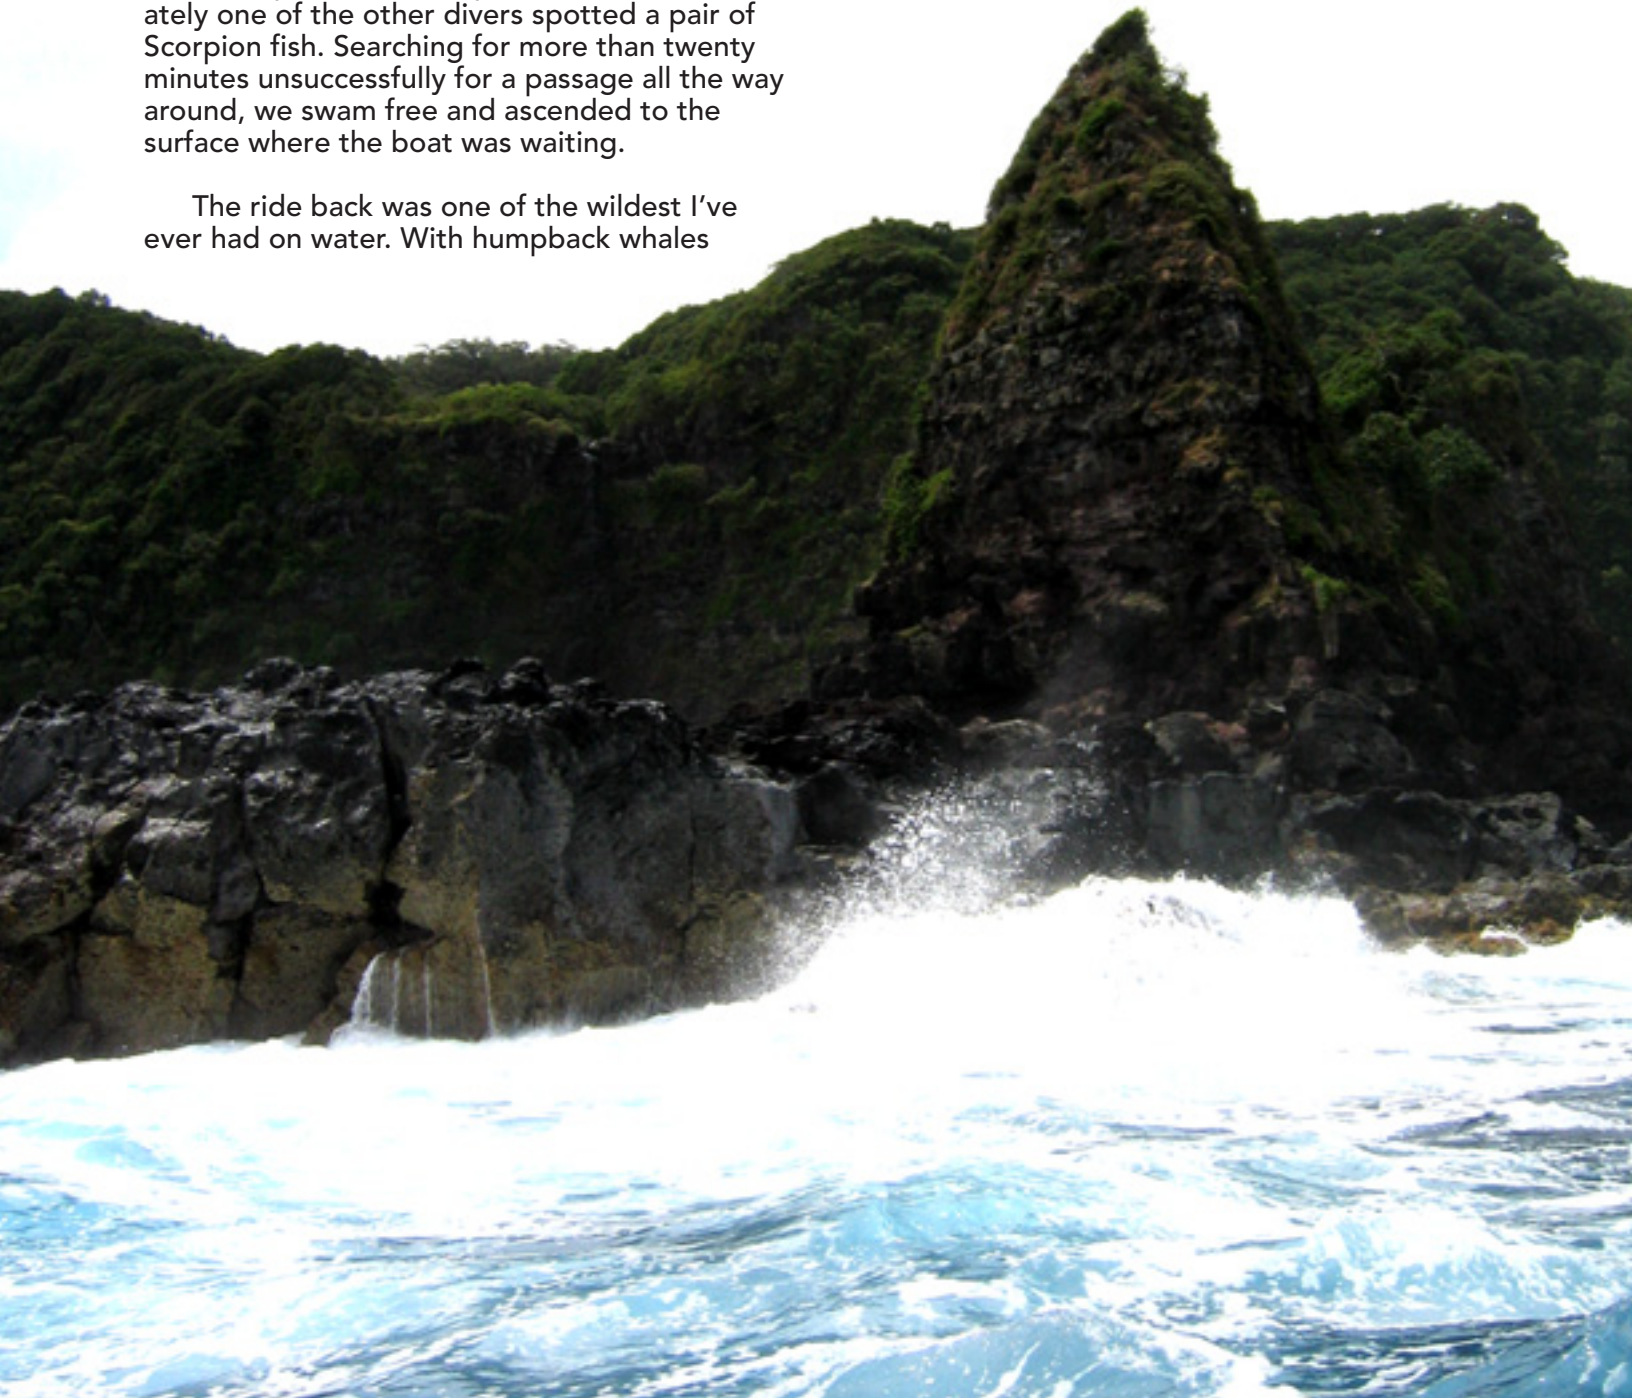 ately one of the other divers spotted a pair of
Scorpion fish. Searching for more than twenty
minutes unsuccessfully for a passage all the way
around, we swam free and ascended to the
surface where the boat was waiting.
The ride back was one of the wildest I’ve
ever had on water. With humpback whales